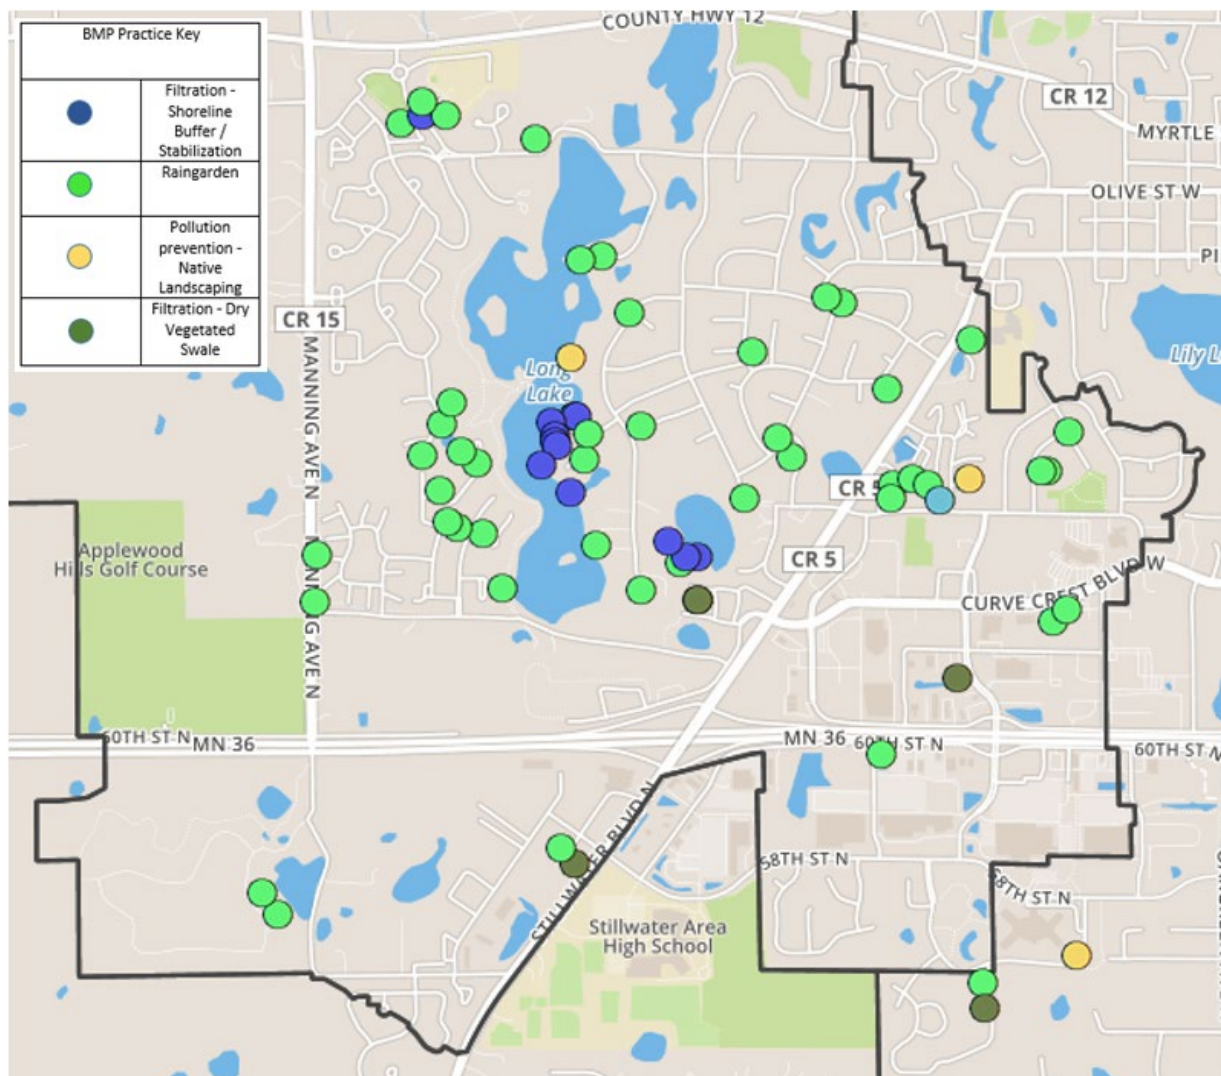 BMP Practice Key
Filtration -
Shoreline
Buffer /
Stabilization
Raingarden
Pollution
prevention -
Native
Landscaping
Filtration - Dry
Vegetated
Swale
COUNTY HWY 12
CR 12
MYRTLE
OLIVE ST W
PI
CR 15
MANNING AVE N
Long
Lake
Lily L
CR 5
Applewood
Hills Golf Course
CR 5
CURVE CREST BLVD W
MANNING AVE N
60TH ST N
MN 36
MN 36
60TH ST N
60TH ST N
STILLWATER BLVD N
58TH ST N
58TH ST N
Stillwater Area
High School